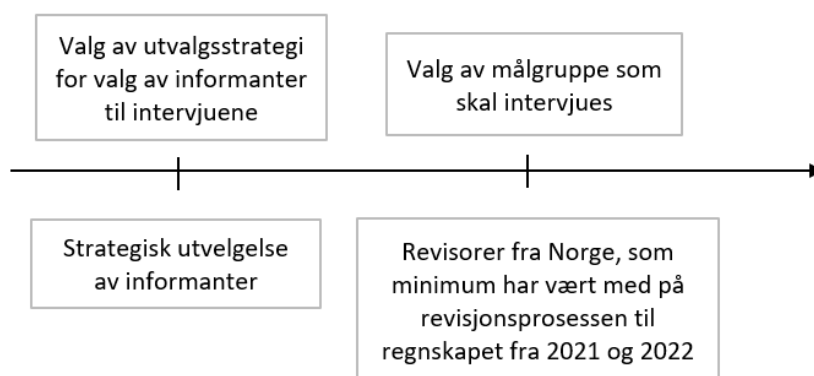 Valg av utvalgsstrategi
for valg av informanter
til intervjuene
Valg av målgruppe som
skal intervjues
Strategisk utvelgelse
av informanter
Revisorer fra Norge, som
minimum har vært med på
revisjonsprosessen til
regnskapet fra 2021 og 2022